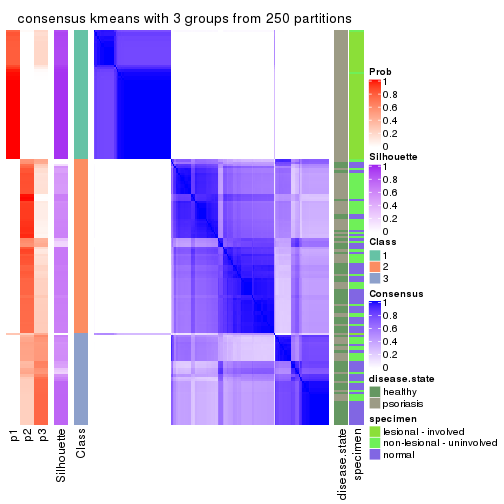 consensus kmeans with 3 groups from 250 partitions
Prob
1
0.8
0.6
0.4
0.2
0
Silhouette
1
0.8
0.6
0.4
0.2
0
Class
1
2
3
Consensus
1
0.8
0.6
0.4
0.2
0
disease.state
healthy
psoriasis
specimen
lesional - involved
non-lesional - uninvolved
normal
p1
p2
p3
Silhouette
Class
disease.state
specimen